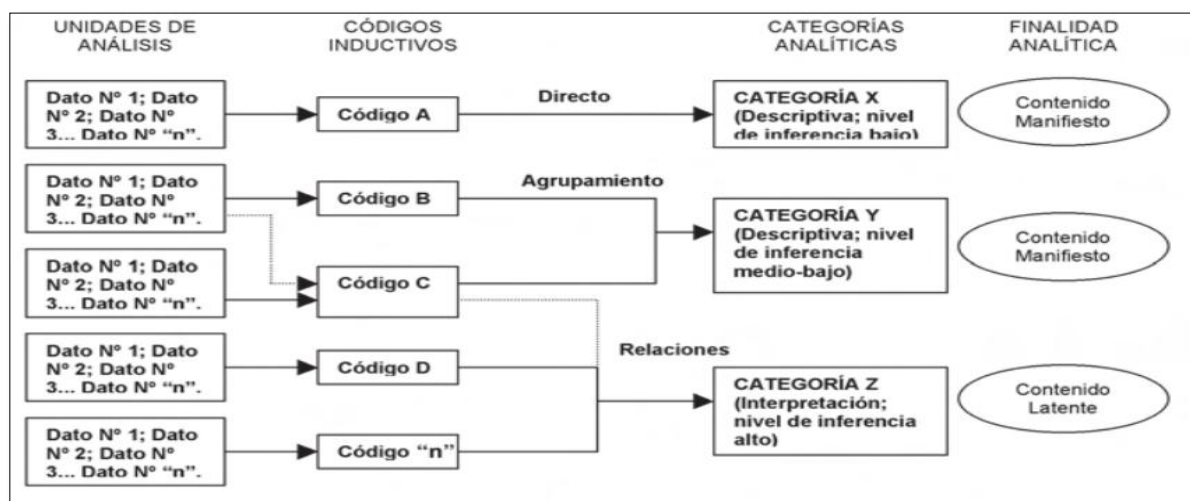 UNIDADES DE
ANÁLISIS
CÓDIGOS
INDUCTIVOS
CATEGORÍAS
ANALÍTICAS
FINALIDAD
ANALÍTICA
Dato Nº 1; Dato
Nº 2; Dato Nº
3... Dato Nº “n”.
Código A
Directo
CATEGORÍA X
(Descriptiva; nivel
de inferencia bajo)
Contenido
Manifiesto
Dato Nº 1; Dato
Nº 2; Dato Nº
3... Dato Nº “n”.
Código B
Agrupamiento
CATEGORÍA Y
(Descriptiva; nivel
de inferencia
medio-bajo)
Contenido
Manifiesto
Dato Nº 1; Dato
Nº 2; Dato Nº
3... Dato Nº “n”.
Código C
Dato Nº 1; Dato
Nº 2; Dato Nº
3... Dato Nº “n”.
Código D
Relaciones
CATEGORÍA Z
(Interpretación;
nivel de inferencia
alto)
Contenido
Latente
Dato Nº 1; Dato
Nº 2; Dato Nº
3... Dato Nº “n”.
Código “n”